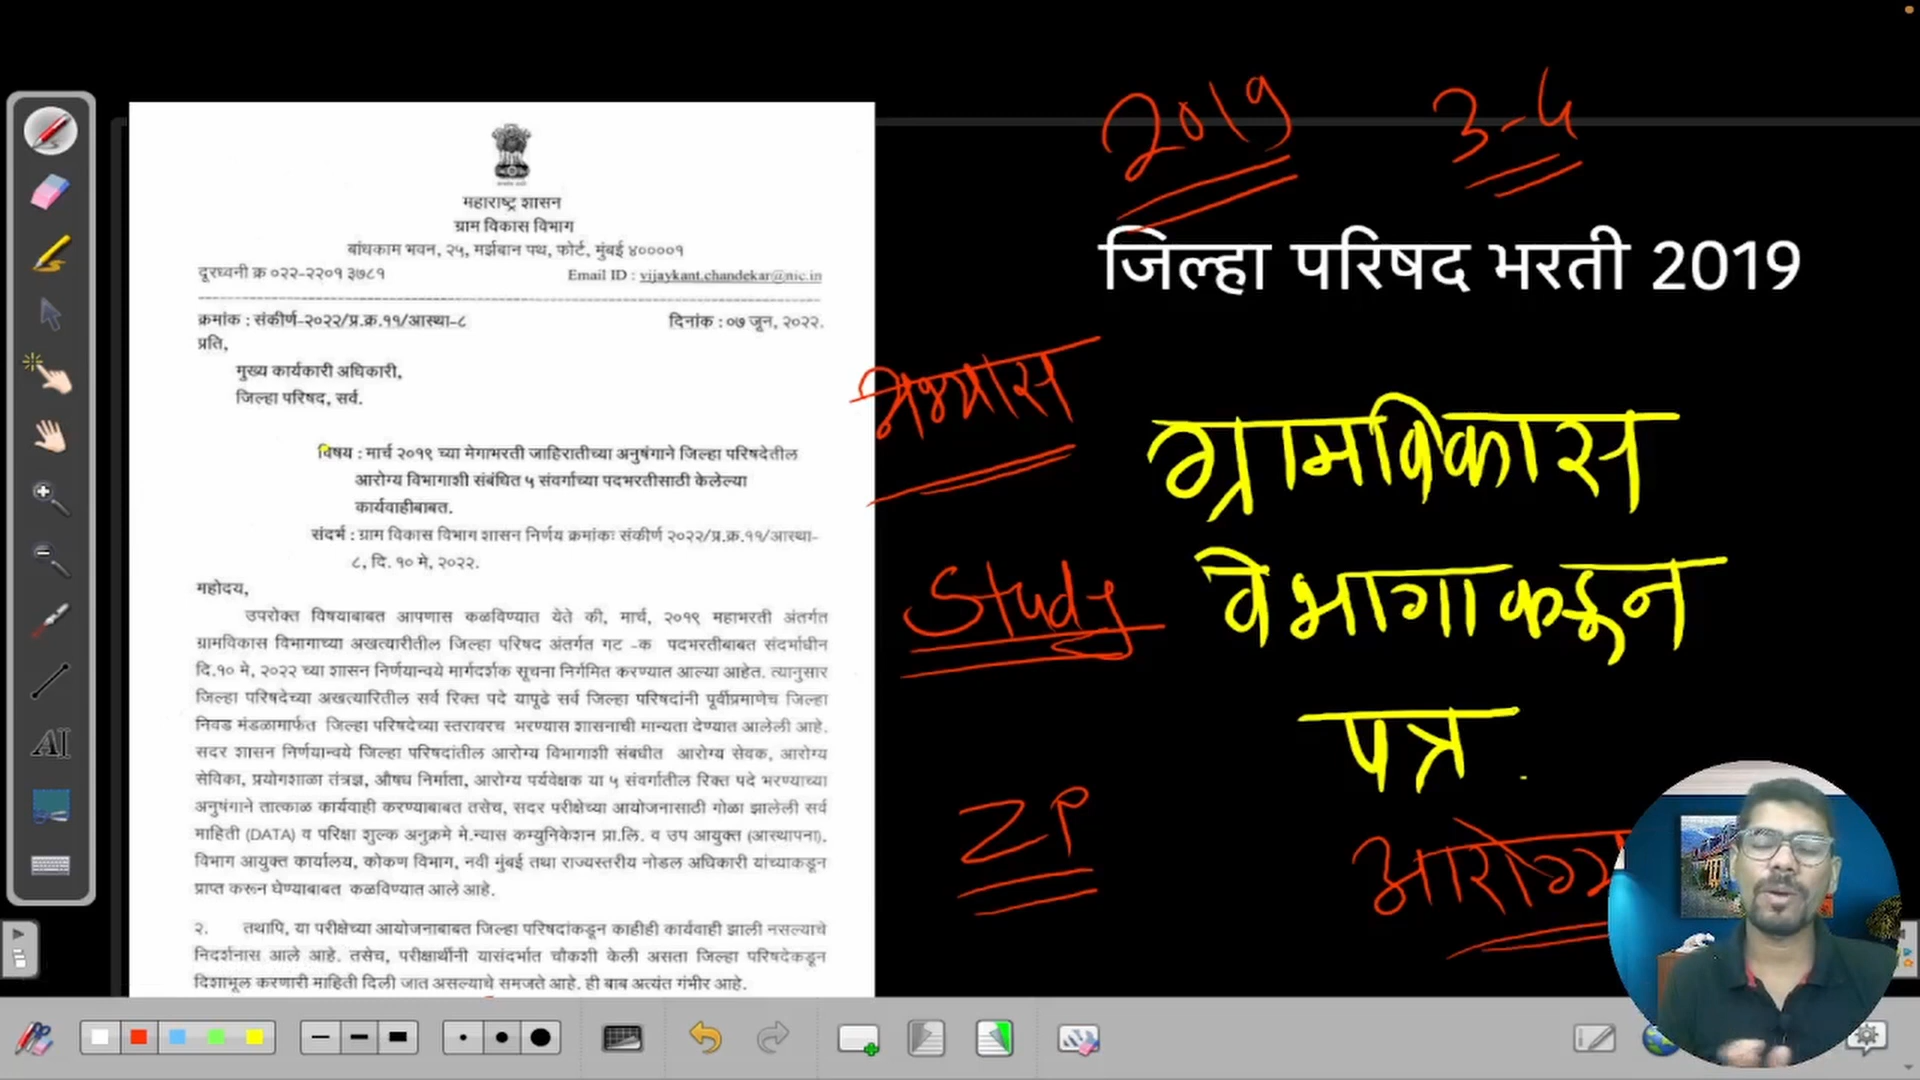 महाराष्ट्र शासन
ग्राम विकास विभाग
बांधकाम भवन, २५, मर्झबान पथ, फोर्ट, मुंबई ४००००१
दूरध्वनी क्र ०२२-२२०१ ३७८१
Email ID : vijaykant.chandekar@nic.in
क्रमांक : संकीर्ण-२०२२/प्र.क्र.११/आस्था-८
दिनांक : ०७ जून, २०२२.
प्रति,
मुख्य कार्यकारी अधिकारी,
जिल्हा परिषद, सर्व.
विषय : मार्च २०१९ च्या मेगाभरती जाहिरातीच्या अनुषंगाने जिल्हा परिषदेतील
आरोग्य विभागाशी संबंधित ५ संवर्गाच्या पदभरतीसाठी केलेल्या
कार्यवाहीबाबत.
संदर्भ : ग्राम विकास विभाग शासन निर्णय क्रमांकः संकीर्ण २०२२/प्र.क्र.११/आस्था-
८, दि. १० मे, २०२२.
महोदय,
उपरोक्त विषयाबाबत आपणास कळविण्यात येते की, मार्च, २०१९ महाभरती अंतर्गत
ग्रामविकास विभागाच्या अखत्यारीतील जिल्हा परिषद अंतर्गत गट -क पदभरतीबाबत संदर्भाधीन
दि.१० मे, २०२२ च्या शासन निर्णयान्वये मार्गदर्शक सूचना निर्गमित करण्यात आल्या आहेत. त्यानुसार
जिल्हा परिषदेच्या अखत्यारितील सर्व रिक्त पदे यापूढे सर्व जिल्हा परिषदांनी पूर्वीप्रमाणेच जिल्हा
निवड मंडळामार्फत जिल्हा परिषदेच्या स्तरावरच भरण्यास शासनाची मान्यता देण्यात आलेली आहे.
सदर शासन निर्णयान्वये जिल्हा परिषदांतील आरोग्य विभागाशी संबधीत आरोग्य सेवक, आरोग्य
सेविका, प्रयोगशाळा तंत्रज्ञ, औषध निर्माता, आरोग्य पर्यवेक्षक या ५ संवर्गातील रिक्त पदे भरण्याच्या
अनुषंगाने तात्काळ कार्यवाही करण्याबाबत तसेच, सदर परीक्षेच्या आयोजनासाठी गोळा झालेली सर्व
माहिती (DATA) व परिक्षा शुल्क अनुक्रमे मे.न्यास कम्युनिकेशन प्रा.लि. व उप आयुक्त (आस्थापना).
विभाग आयुक्त कार्यालय, कोकण विभाग, नवी मुंबई तथा राज्यस्तरीय नोडल अधिकारी यांच्याकडून
प्राप्त करून घेण्याबाबत कळविण्यात आले आहे.
२. तथापि, या परीक्षेच्या आयोजनाबाबत जिल्हा परिषदांकडून काहीही कार्यवाही झाली नसल्याचे
निदर्शनास आले आहे. तसेच, परीक्षार्थीनी यासंदर्भात चौकशी केली असता जिल्हा परिषदेकडून
दिशाभूल करणारी माहिती दिली जात असल्याचे समजते आहे. ही बाब अत्यंत गंभीर आहे.
2019
जिल्हा परिषद भरती 2019
अभ्यास
ग्रामविकास
Study
विभागाकडून
पत्र
ZP
आरोग्य